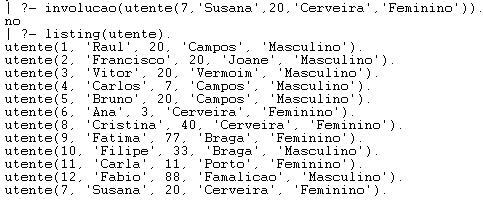 | ?- involucao(utente(7,'Susana',20,'Cerveira','Feminino')).
no
| ?- listing(utente).
utente(1, 'Raul', 20, 'Campos', 'Masculino').
utente(2, 'Francisco', 20, 'Joane', 'Masculino').
utente(3, 'Vitor', 20, 'Vermoim', 'Masculino').
utente(4, 'Carlos', 7, 'Campos', 'Masculino').
utente(5, 'Bruno', 20, 'Campos', 'Masculino').
utente(6, 'Ana', 3, 'Cerveira', 'Feminino').
utente(8, 'Cristina', 40, 'Cerveira', 'Feminino').
utente(9, 'Fatima', 77, 'Braga', 'Feminino').
utente(10, 'Filipe', 33, 'Braga', 'Masculino').
utente(11, 'Carla', 11, 'Porto', 'Feminino').
utente(12, 'Fabio', 88, 'Famalicao', 'Masculino').
utente(7, 'Susana', 20, 'Cerveira', 'Feminino').